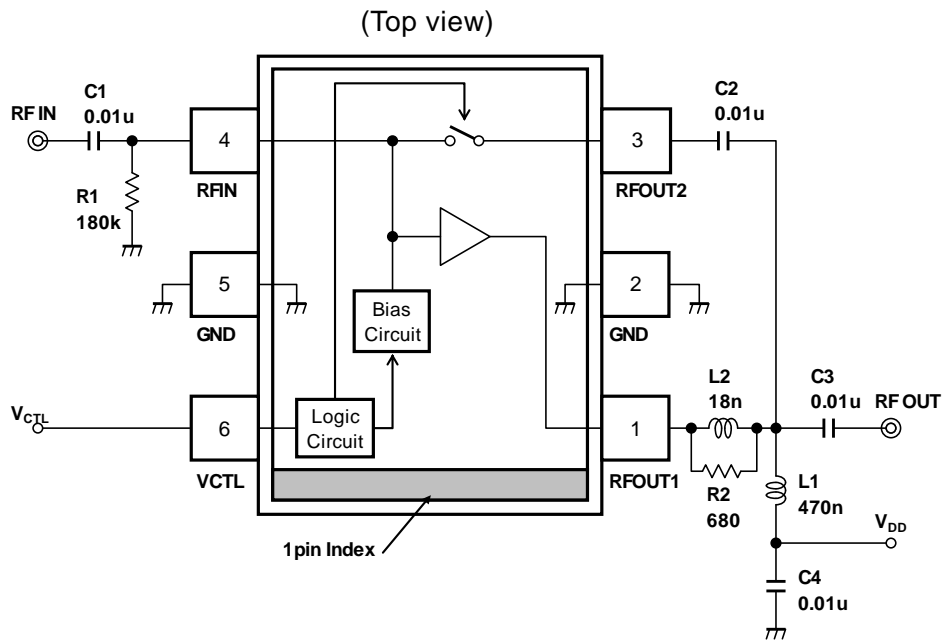 (Top view)
RF IN
C1
0.01u
R1
180k
4
RFIN
5
GND
V_CTL
6
VCTL
Logic
Circuit
Bias
Circuit
3
RFOUT2
2
GND
1
RFOUT1
C2
0.01u
L2
18n
R2
680
C3
0.01u
RF OUT
L1
470n
V_DD
C4
0.01u
1pin Index